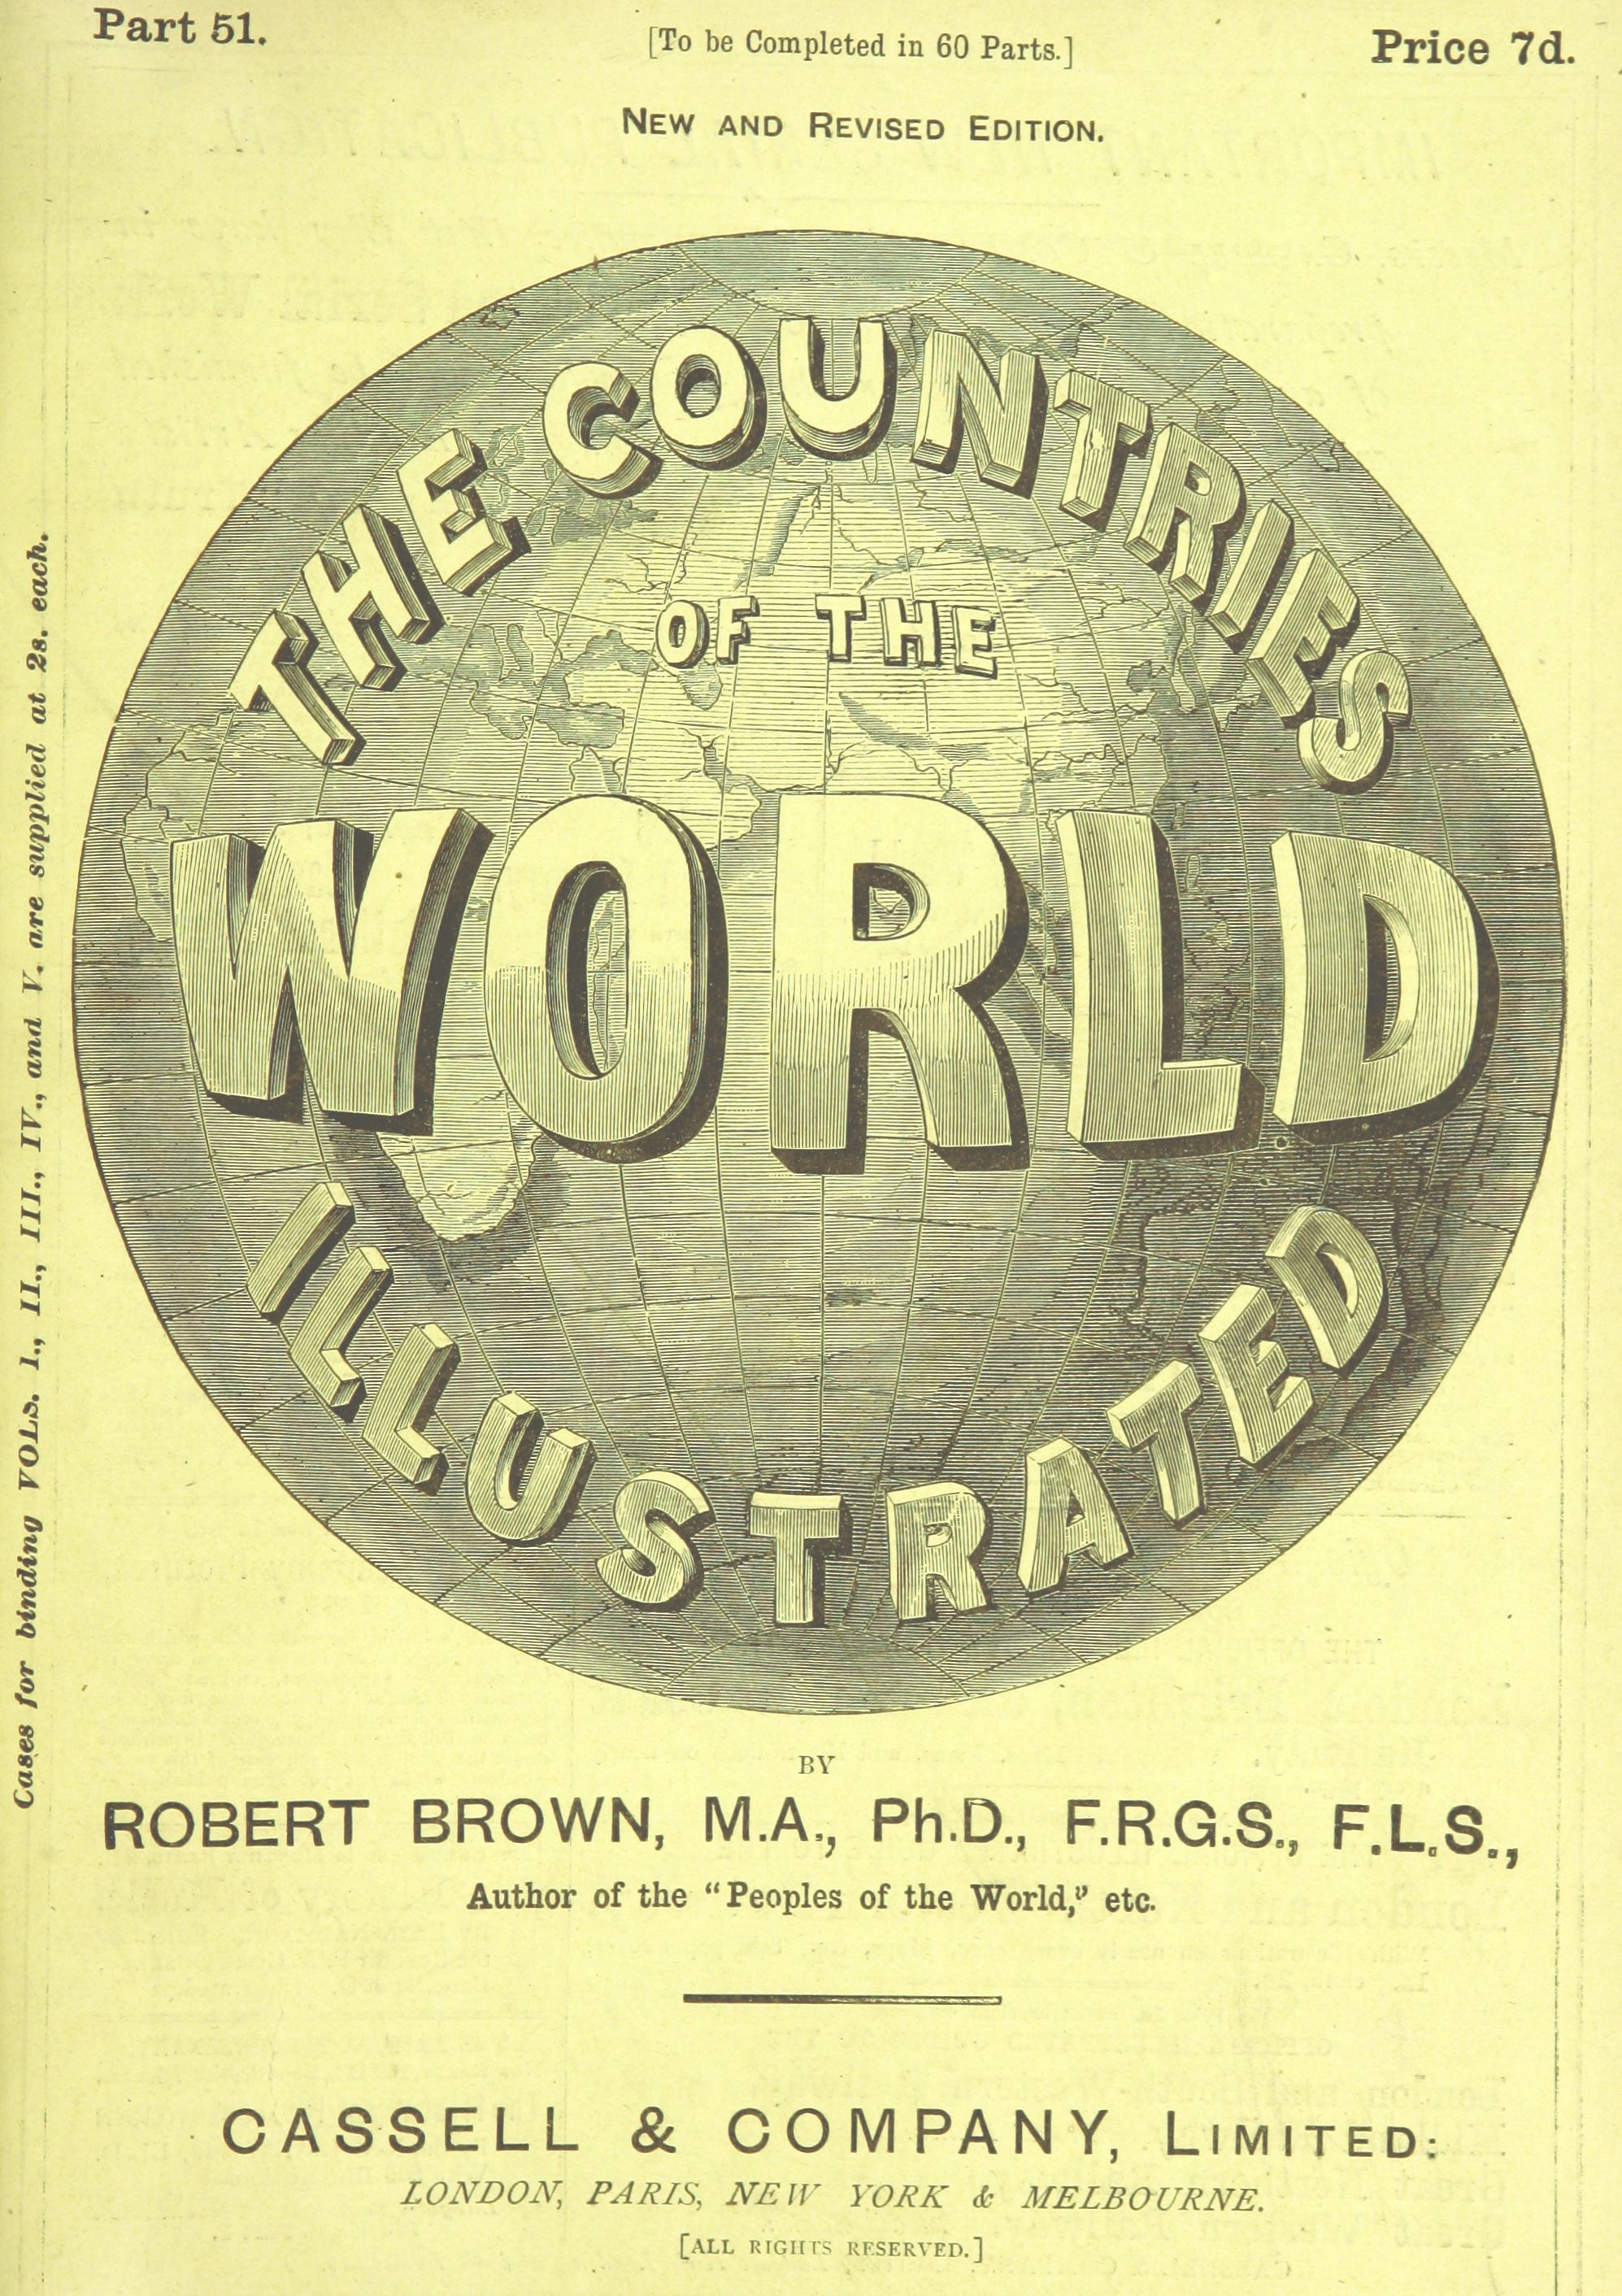 Part 51.
[To be Completed in 60 Parts.]
Price 7d.
NEW AND REVISED EDITION.
THE COUNTRIES
OF THE
WORLD
ILLUSTRATED
BY
ROBERT BROWN, M.A., Ph.D., F.R.G.S., F.L.S.,
Author of the "Peoples of the World," etc.
CASSELL & COMPANY, LIMITED:
LONDON, PARIS, NEW YORK & MELBOURNE.
[ALL RIGHTS RESERVED.]
Cases for binding VOLS. I., II., III., IV., and V. are supplied at 2s. each.